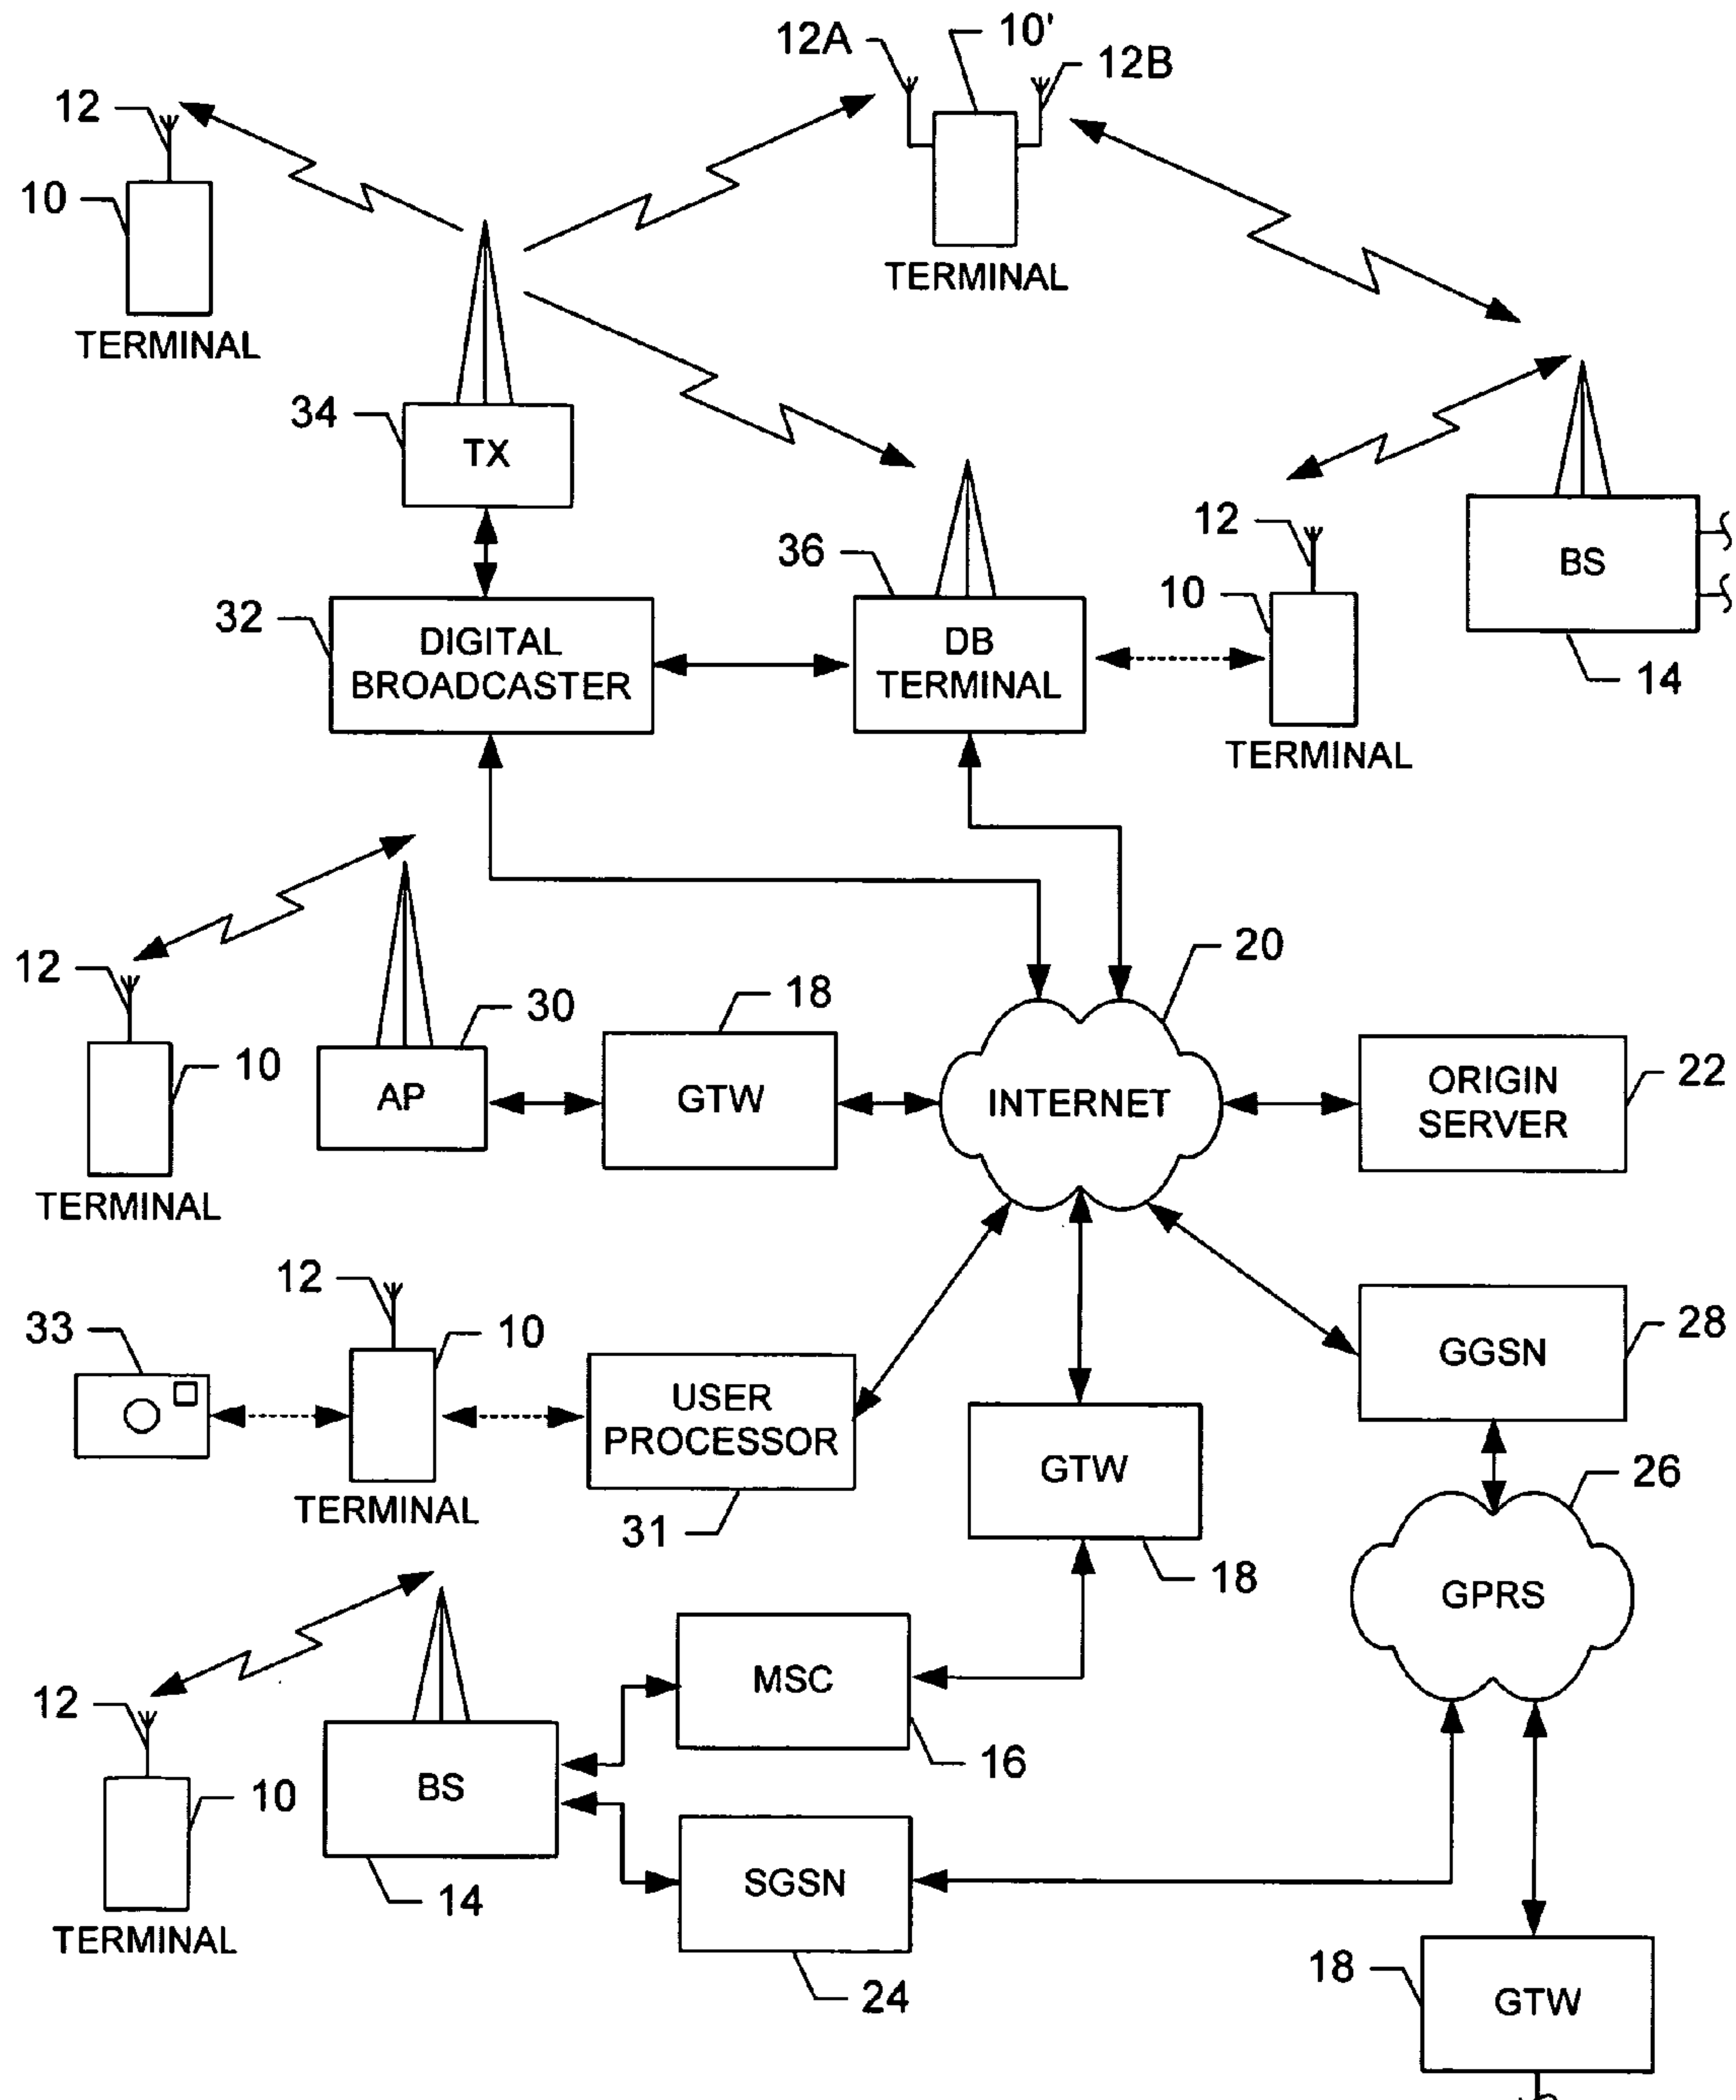 12A
10'
12B
12
10
TERMINAL
TERMINAL
34
TX
36
12
BS
10
32
DIGITAL
BROADCASTER
DB
TERMINAL
14
TERMINAL
20
12
30
18
10
AP
GTW
INTERNET
ORIGIN
SERVER
22
TERMINAL
12
33
10
USER
PROCESSOR
GGSN
28
TERMINAL
31
GTW
26
18
GPRS
MSC
12
16
BS
10
14
SGSN
TERMINAL
24
18
GTW